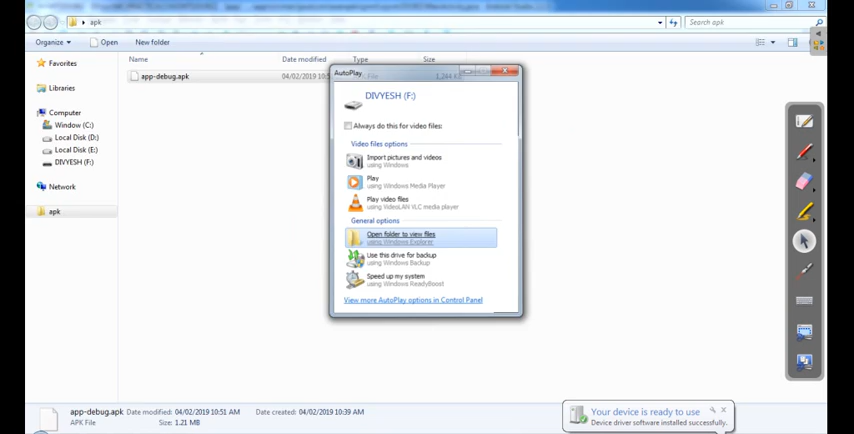 apk
Search apk
Organize
Open
New folder
Name
Date modified
Type
Size
Favorites
Libraries
Computer
Window (C:)
Local Disk (D:)
Local Disk (E:)
DIVYESH (F:)
Network
apk
app-debug.apk
04/02/2019 10:5
File
1,244 K
AutoPlay
DIVYESH (F:)
Always do this for video files:
Video files options
Import pictures and videos
using Windows
Play
using Windows Media Player
Play video files
using VideoLAN VLC media player
General options
Open folder to view files
using Windows Explorer
Use this drive for backup
using Windows Backup
Speed up my system
using Windows ReadyBoost
View more AutoPlay options in Control Panel
app-debug.apk Date modified: 04/02/2019 10:51 AM Date created: 04/02/2019 10:39 AM
APK File Size: 1.21 MB
Your device is ready to use
Device driver software installed successfully.